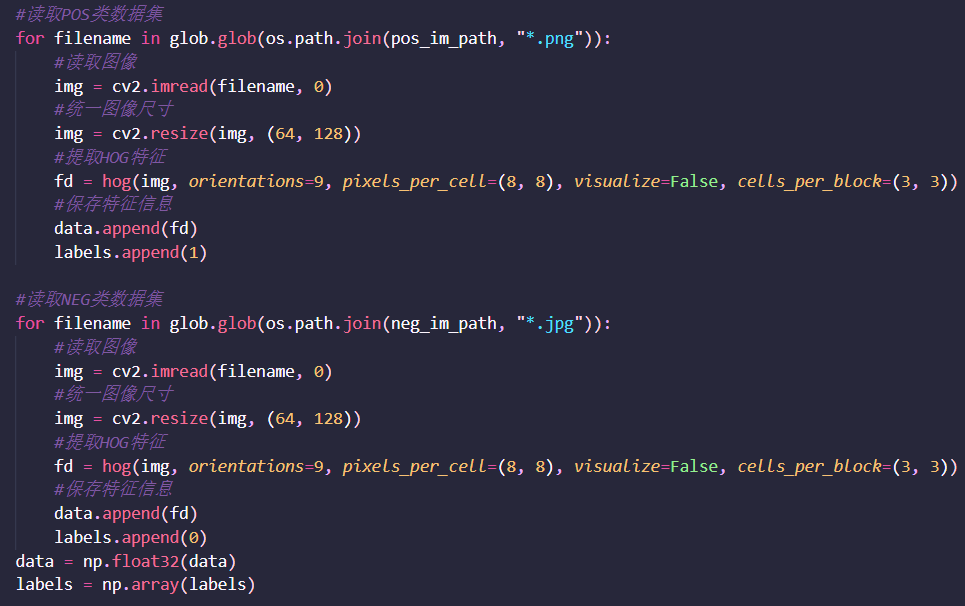 #读取POS类数据集
for filename in glob.glob(os.path.join(pos_im_path, "*.png")):
    #读取图像
    img = cv2.imread(filename, 0)
    #统一图像尺寸
    img = cv2.resize(img, (64, 128))
    #提取HOG特征
    fd = hog(img, orientations=9, pixels_per_cell=(8, 8), visualize=False, cells_per_block=(3, 3))
    #保存特征信息
    data.append(fd)
    labels.append(1)

#读取NEG类数据集
for filename in glob.glob(os.path.join(neg_im_path, "*.jpg")):
    #读取图像
    img = cv2.imread(filename, 0)
    #统一图像尺寸
    img = cv2.resize(img, (64, 128))
    #提取HOG特征
    fd = hog(img, orientations=9, pixels_per_cell=(8, 8), visualize=False, cells_per_block=(3, 3))
    #保存特征信息
    data.append(fd)
    labels.append(0)
data = np.float32(data)
labels = np.array(labels)